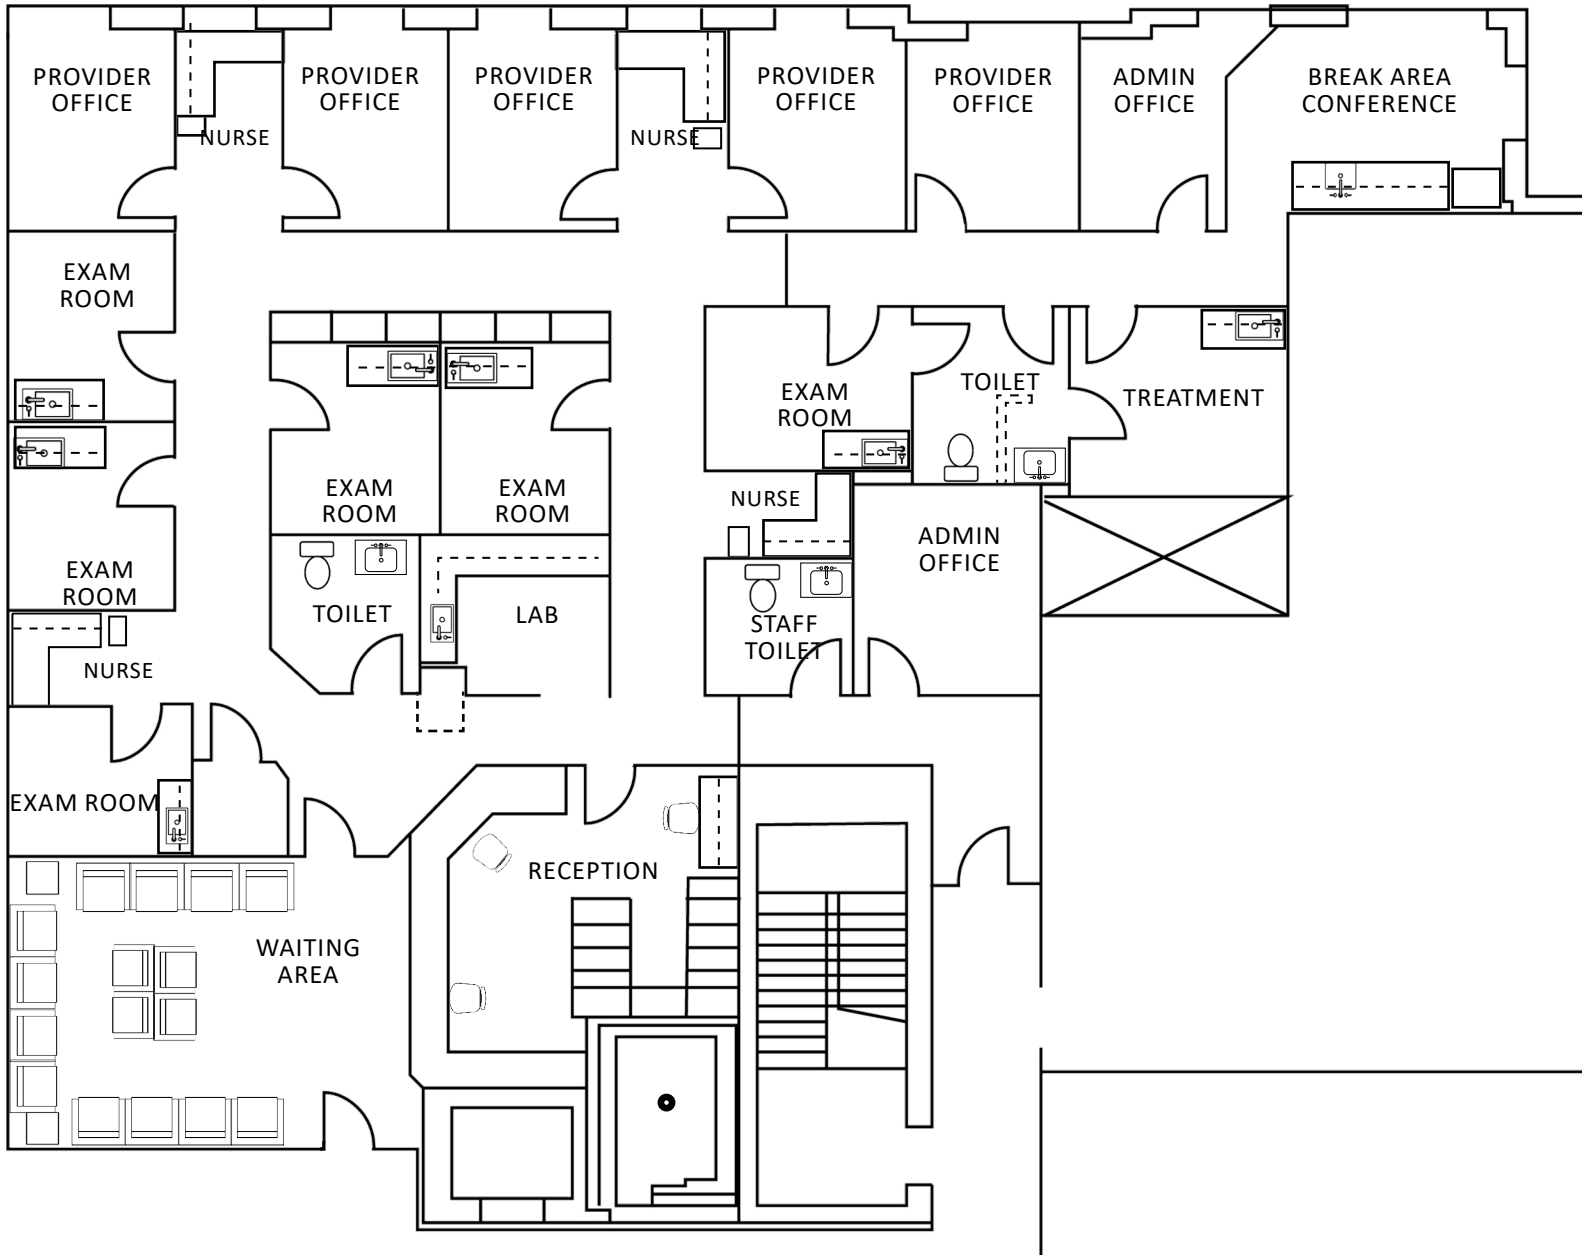 PROVIDER
OFFICE
NURSE
PROVIDER
OFFICE
PROVIDER
OFFICE
NURSE
PROVIDER
OFFICE
PROVIDER
OFFICE
ADMIN
OFFICE
BREAK AREA
CONFERENCE
EXAM
ROOM
EXAM
ROOM
TOILET
TREATMENT
EXAM
ROOM
EXAM
ROOM
NURSE
ADMIN
OFFICE
EXAM
ROOM
TOILET
LAB
STAFF
TOILET
NURSE
EXAM ROOM
RECEPTION
WAITING
AREA